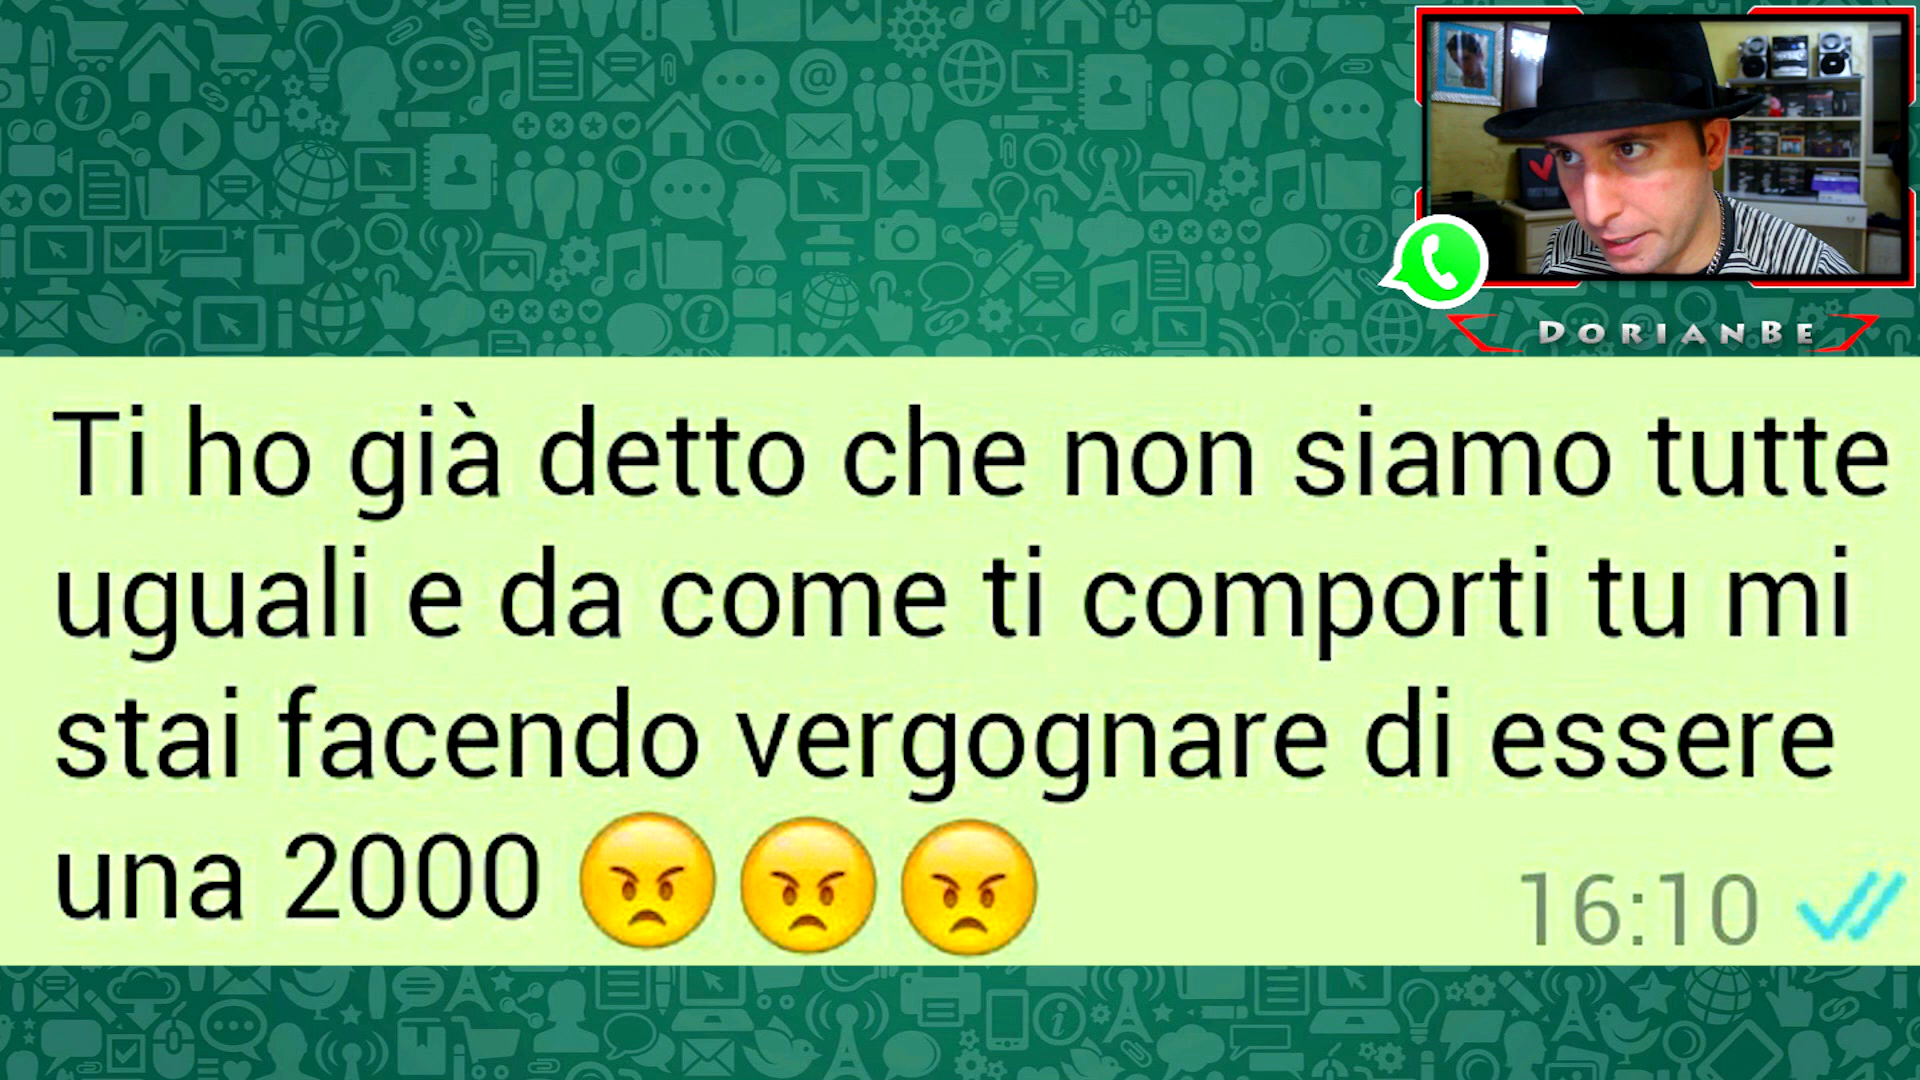 DorianBe
Ti ho già detto che non siamo tutte
uguali e da come ti comporti tu mi
stai facendo vergognare di essere
una 2000 😠😠😠
16:10